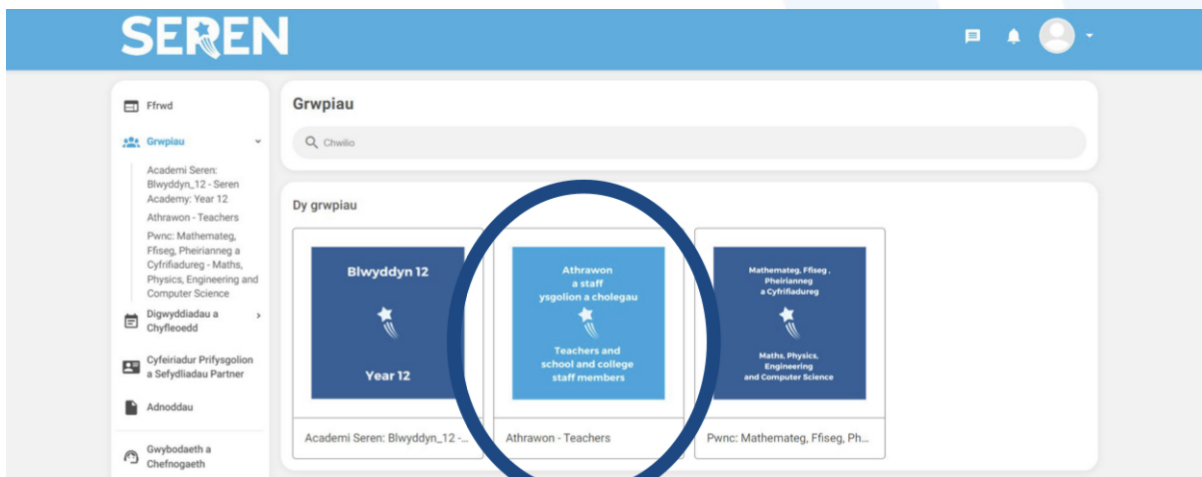 SEREN
Ffrwd
Grwpiau
Academi Seren:
Blwyddyn_12 - Seren
Academy: Year 12
Athrawon - Teachers
Pwnc: Mathemateg,
Ffiseg, Pheirianneg a
Cyfrifiadureg - Maths,
Physics, Engineering and
Computer Science
Digwyddiadau a
Chyfleoedd
Cyfeiriadur Prifysgolion
a Sefydliadau Partner
Adnoddau
Gwybodaeth a
Chefnogaeth
Grwpiau
Chwilio
Dy grwpiau
Blwyddyn 12
Year 12
Academi Seren: Blwyddyn_12 -...
Athrawon
a staff
ysgolion a cholegau
Teachers and
school and college
staff members
Athrawon - Teachers
Mathemateg, Ffiseg ,
Pheirianneg
a Cyfrifiadureg
Maths, Physics,
Engineering
and Computer Science
Pwnc: Mathemateg, Ffiseg, Ph...